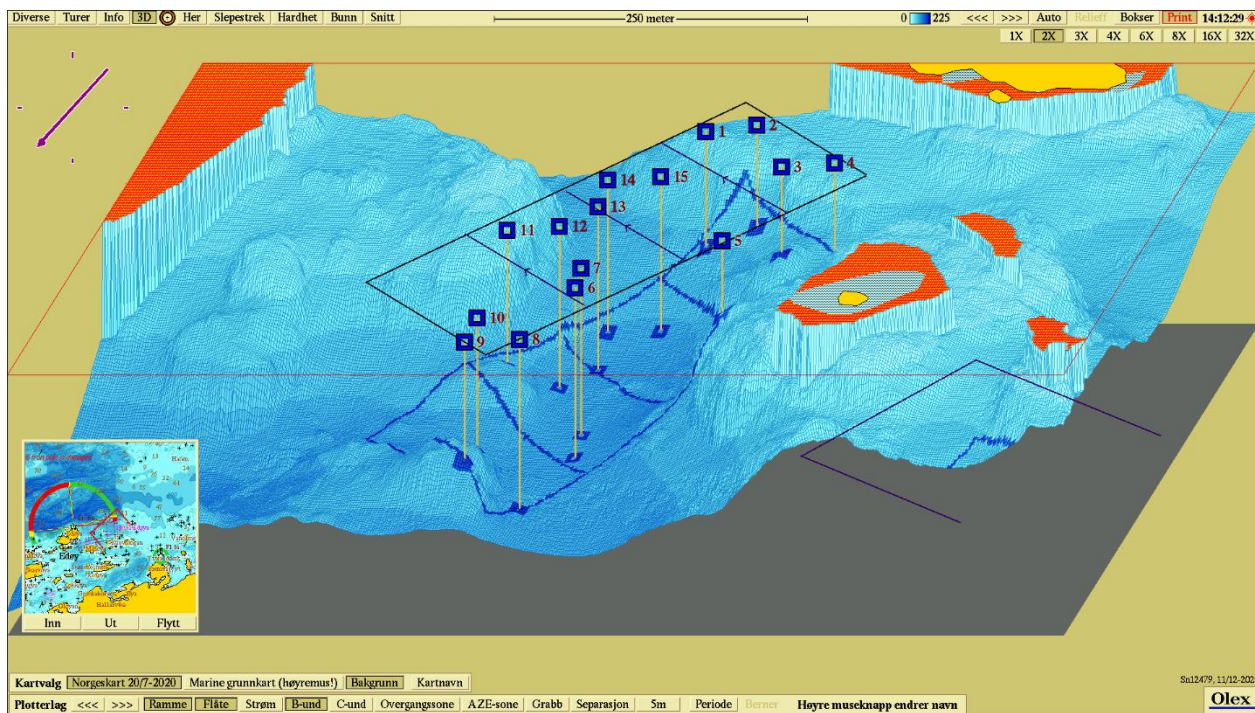 Diverse Turer Info 3D Her Slepestrek Hardhet Bunn Snitt 250 meter 0 225 <<< >>> Auto Relieff Bokser Print 14:12:29
1X 2X 3X 4X 6X 8X 16X 32X
1
2
3
4
15
14
13
5
12
11
7
6
10
9
8
Edøy
Inn Ut Flytt
Kartvalg Norgeskart 20/7-2020 Marine grunnkart (høyremus!) Bakgrunn Kartnavn
Plotterlag <<< >>> Ramme Flåte Strøm B-und C-und Overgangssone AZE-sone Grabb Separasjon 5m Periode Berner Høyre museknapp endrer navn
Olex